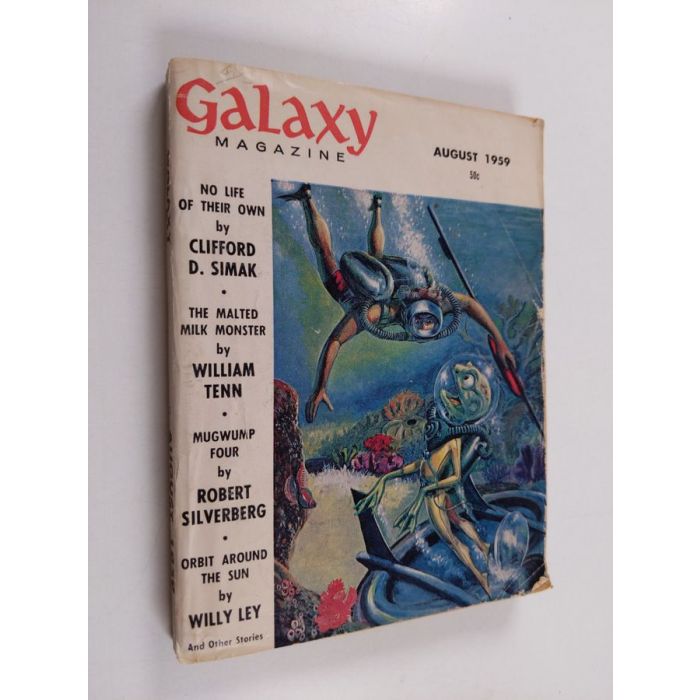 Galaxy
MAGAZINE
AUGUST 1959
50c
NO LIFE
OF THEIR OWN
by
CLIFFORD
D. SIMAK
•
THE MALTED
MILK MONSTER
by
WILLIAM
TENN
•
MUGWUMP
FOUR
by
ROBERT
SILVERBERG
•
ORBIT AROUND
THE SUN
by
WILLY LEY
And Other Stories